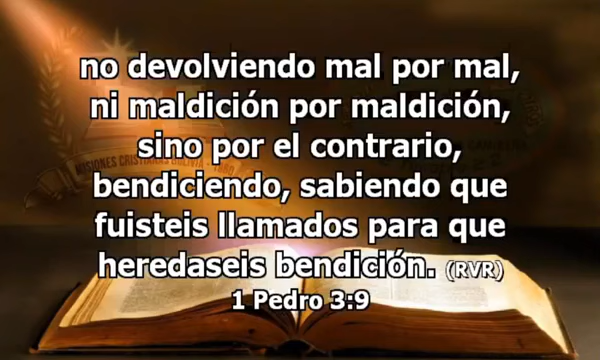 no devolviendo mal por mal,
ni maldición por maldición,
sino por el contrario,
bendiciendo, sabiendo que
fuisteis llamados para que
heredaseis bendición. (RVR)
1 Pedro 3:9
MISIONES